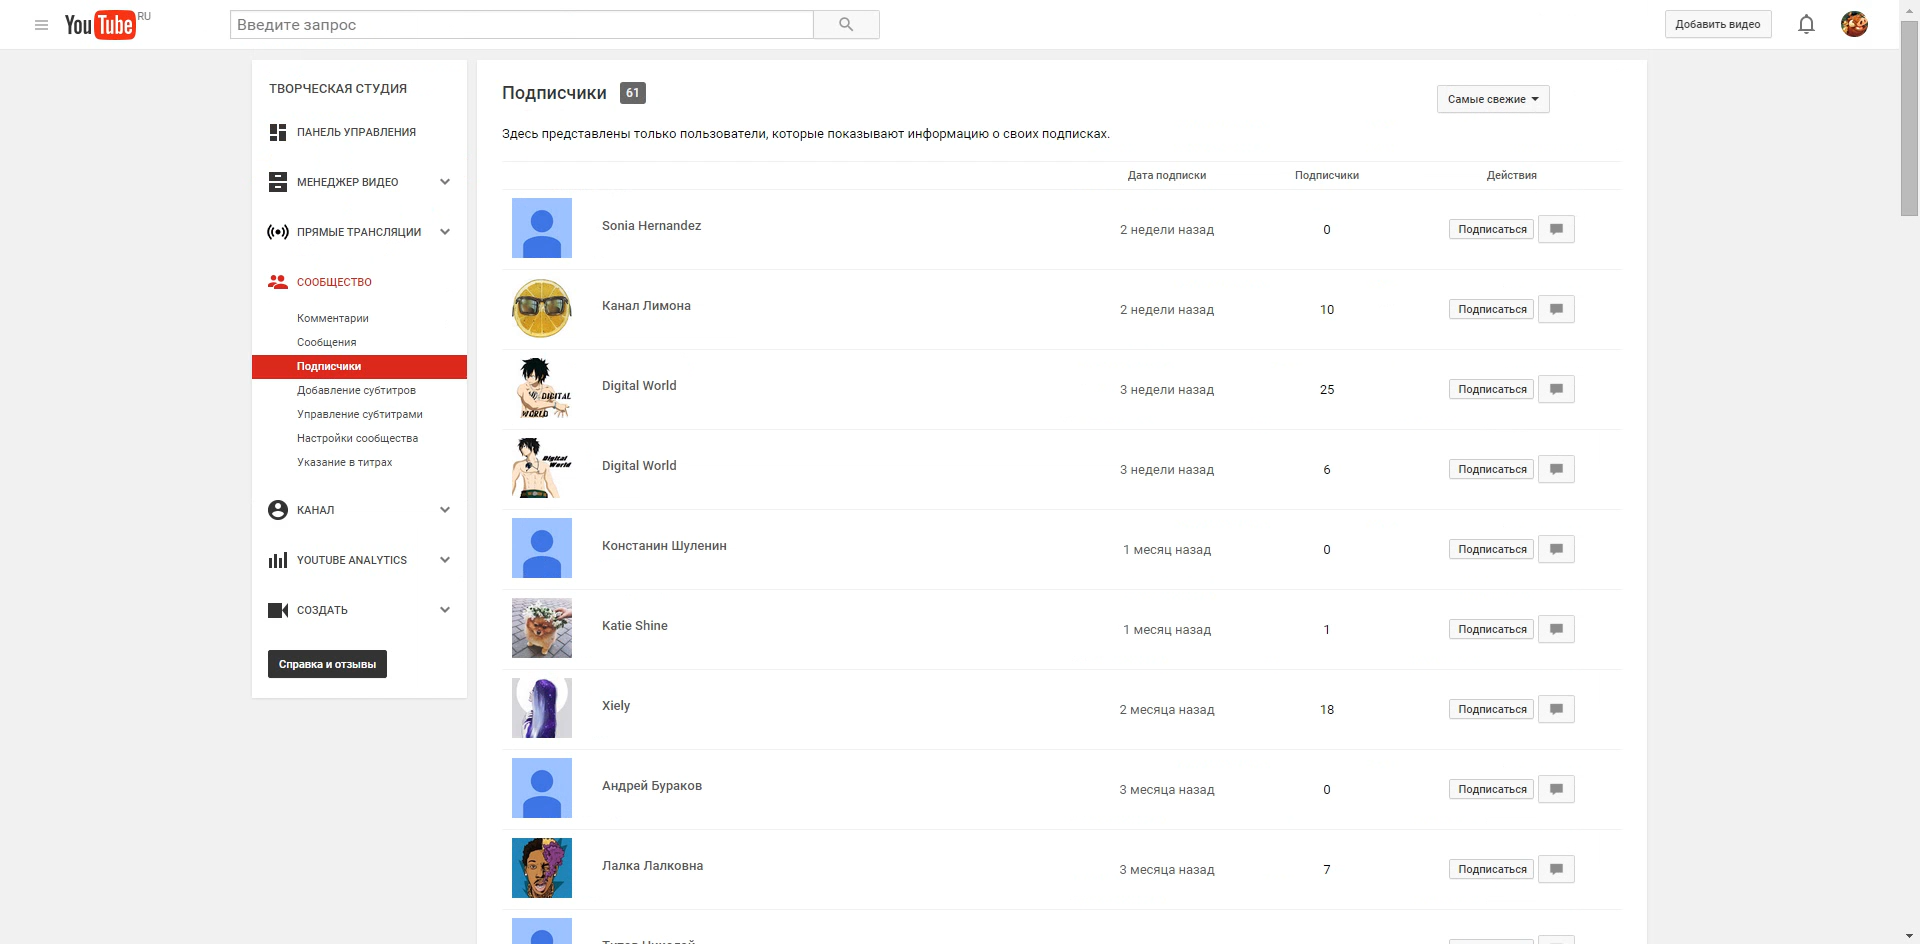 YouTube RU
Введите запрос
Добавить видео
ТВОРЧЕСКАЯ СТУДИЯ
ПАНЕЛЬ УПРАВЛЕНИЯ
МЕНЕДЖЕР ВИДЕО
ПРЯМЫЕ ТРАНСЛЯЦИИ
СООБЩЕСТВО
Комментарии
Сообщения
Подписчики
Добавление субтитров
Управление субтитрами
Настройки сообщества
Указание в титрах
КАНАЛ
YOUTUBE ANALYTICS
СОЗДАТЬ
Справка и отзывы
Подписчики 61
Самые свежие
Здесь представлены только пользователи, которые показывают информацию о своих подписках.
Дата подписки Подписчики Действия
Sonia Hernandez 2 недели назад 0 Подписаться
Канал Лимона 2 недели назад 10 Подписаться
DIGITAL
WORLD
Digital World 3 недели назад 25 Подписаться
Digital
World
Digital World 3 недели назад 6 Подписаться
Констанин Шуленин 1 месяц назад 0 Подписаться
Katie Shine 1 месяц назад 1 Подписаться
Xiely 2 месяца назад 18 Подписаться
Андрей Бураков 3 месяца назад 0 Подписаться
Лалка Лалковна 3 месяца назад 7 Подписаться